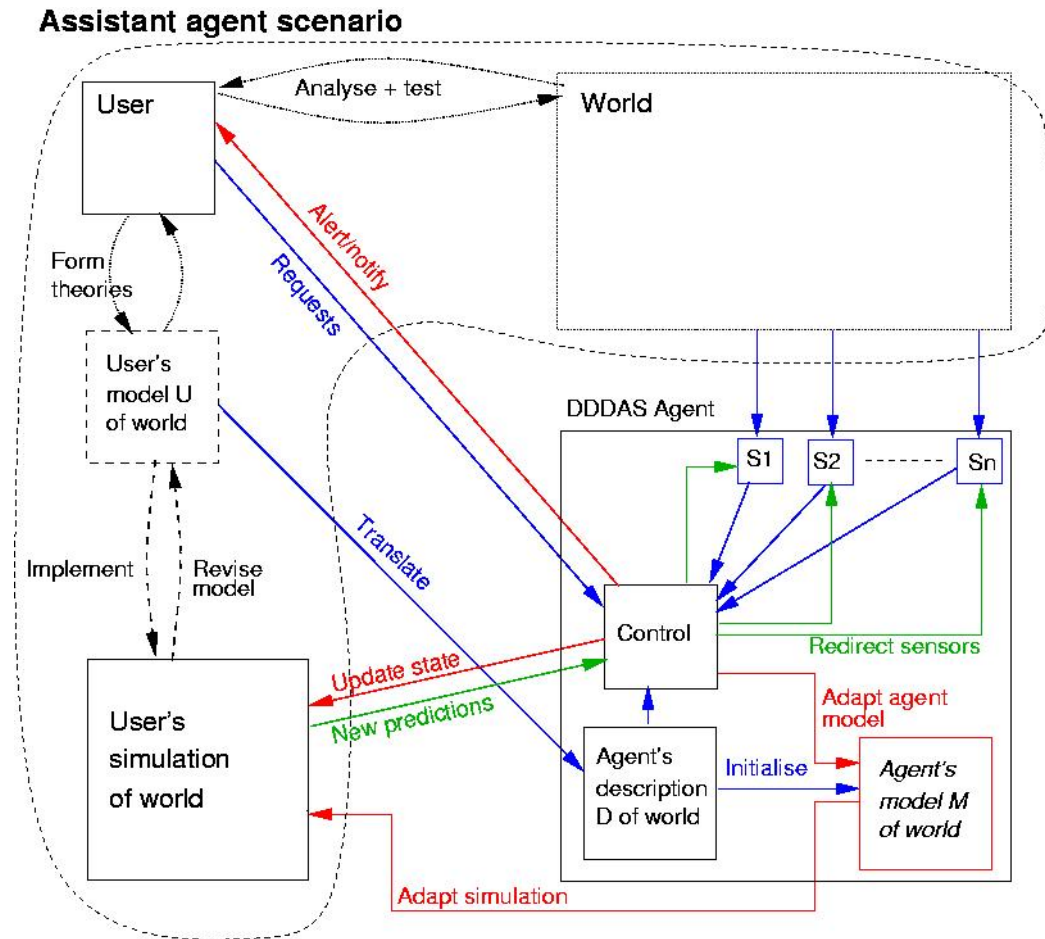 Assistant agent scenario
User
Analyse + test
World
Alert/notify
Requests
Form
theories
User's
model U
of world
DDDAS Agent
S1
S2
Sn
Translate
Implement
Revise
model
Control
Redirect sensors
Update state
New predictions
Adapt agent
model
User's
simulation
of world
Agent's
description
D of world
Initialise
Agent's
model M
of world
Adapt simulation